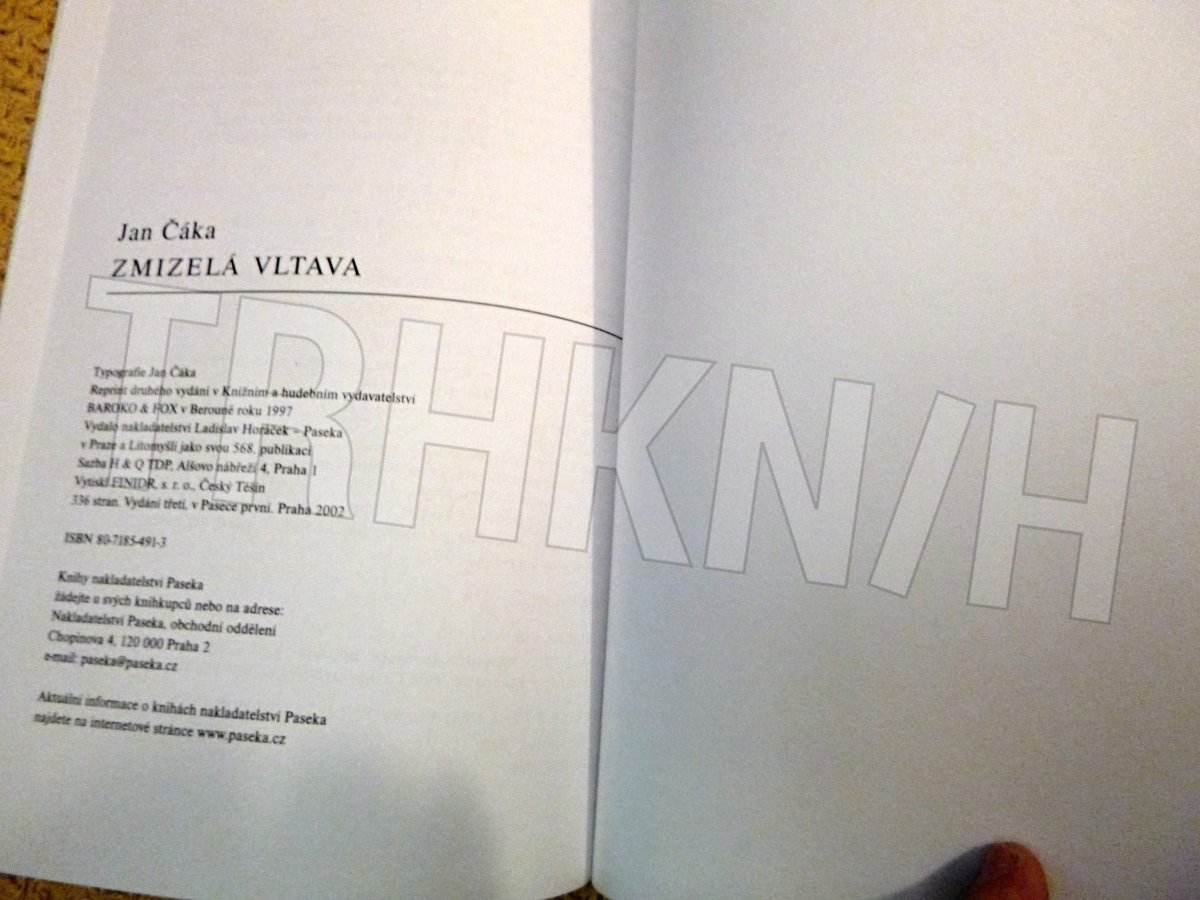 Jan Čáka
ZMIZELÁ VLTAVA
TRHKNIH
Typografie Jan Čáka
Reprint druhého vydání v Knižním a hudebním vydavatelství
BAROKO & FOX v Berouně roku 1997
Vydalo nakladatelství Ladislav Horáček – Paseka
v Praze a Litomyšli jako svou 568. publikaci
Sazba H & Q TDP, Alšovo nábřeží 4, Praha 1
Vytiskl FINIDR, s. r. o., Český Těšín
336 stran. Vydání třetí, v Pasece první. Praha 2002
ISBN 80-7185-491-3
Knihy nakladatelství Paseka
žádejte u svých knihkupců nebo na adrese:
Nakladatelství Paseka, obchodní oddělení
Chopinova 4, 120 000 Praha 2
e-mail: paseka@paseka.cz
Aktuální informace o knihách nakladatelství Paseka
najdete na internetové stránce www.paseka.cz